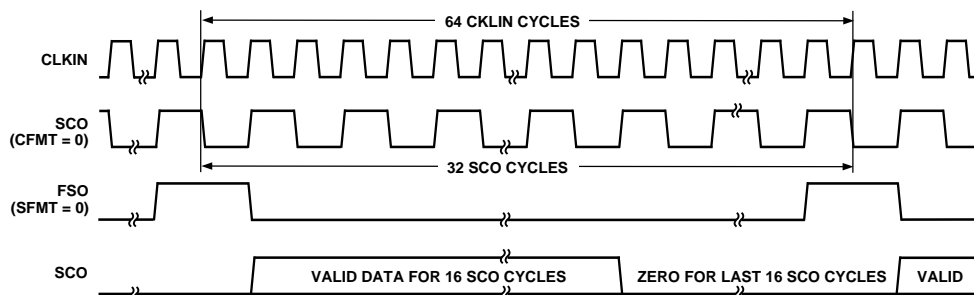 64 CKLIN CYCLES
CLKIN
SCO
(CFMT = 0)
32 SCO CYCLES
FSO
(SFMT = 0)
SCO
VALID DATA FOR 16 SCO CYCLES
ZERO FOR LAST 16 SCO CYCLES
VALID